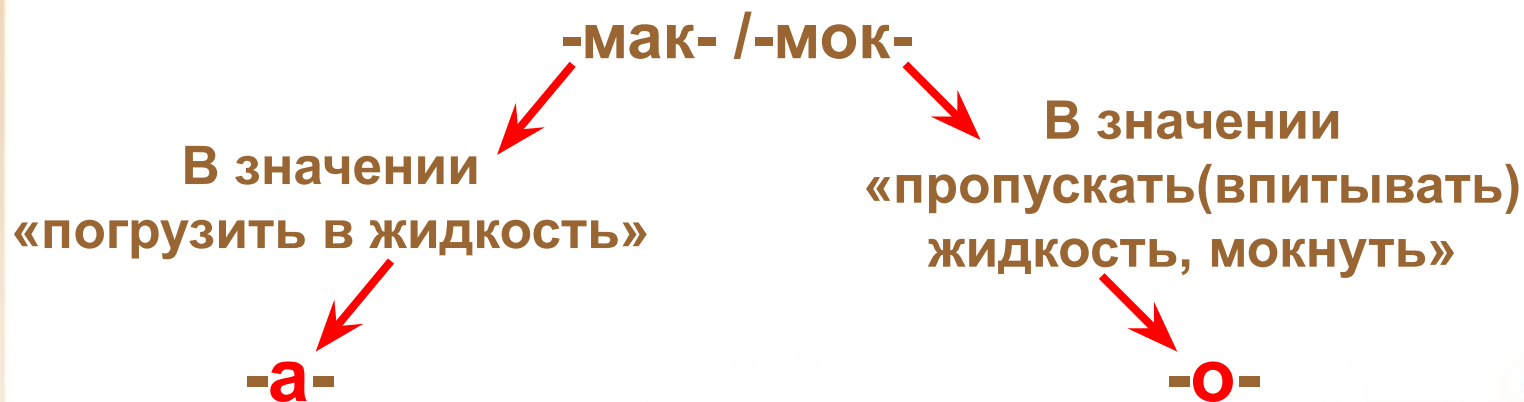 -мак- /-мок-
В значении
«погрузить в жидкость»
-а-
В значении
«пропускать(впитывать)
жидкость, мокнуть»
-о-